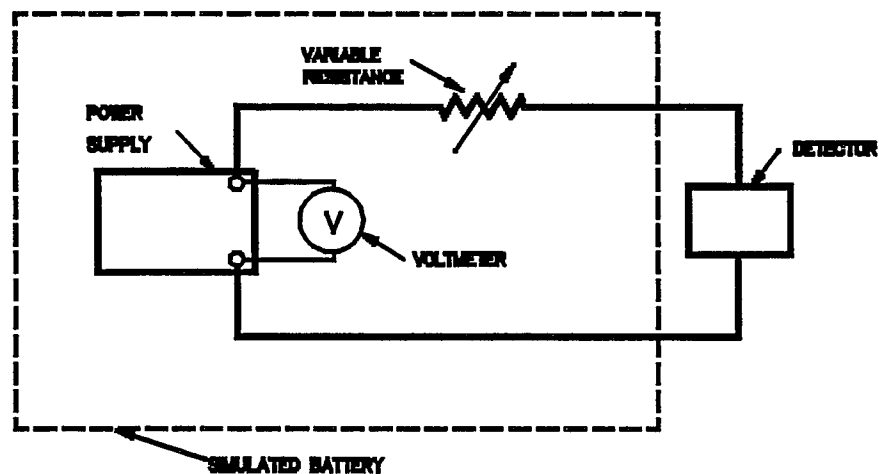 VARIABLE
RESISTANCE
POWER
SUPPLY
DETECTOR
V
VOLTMETER
SIMULATED BATTERY